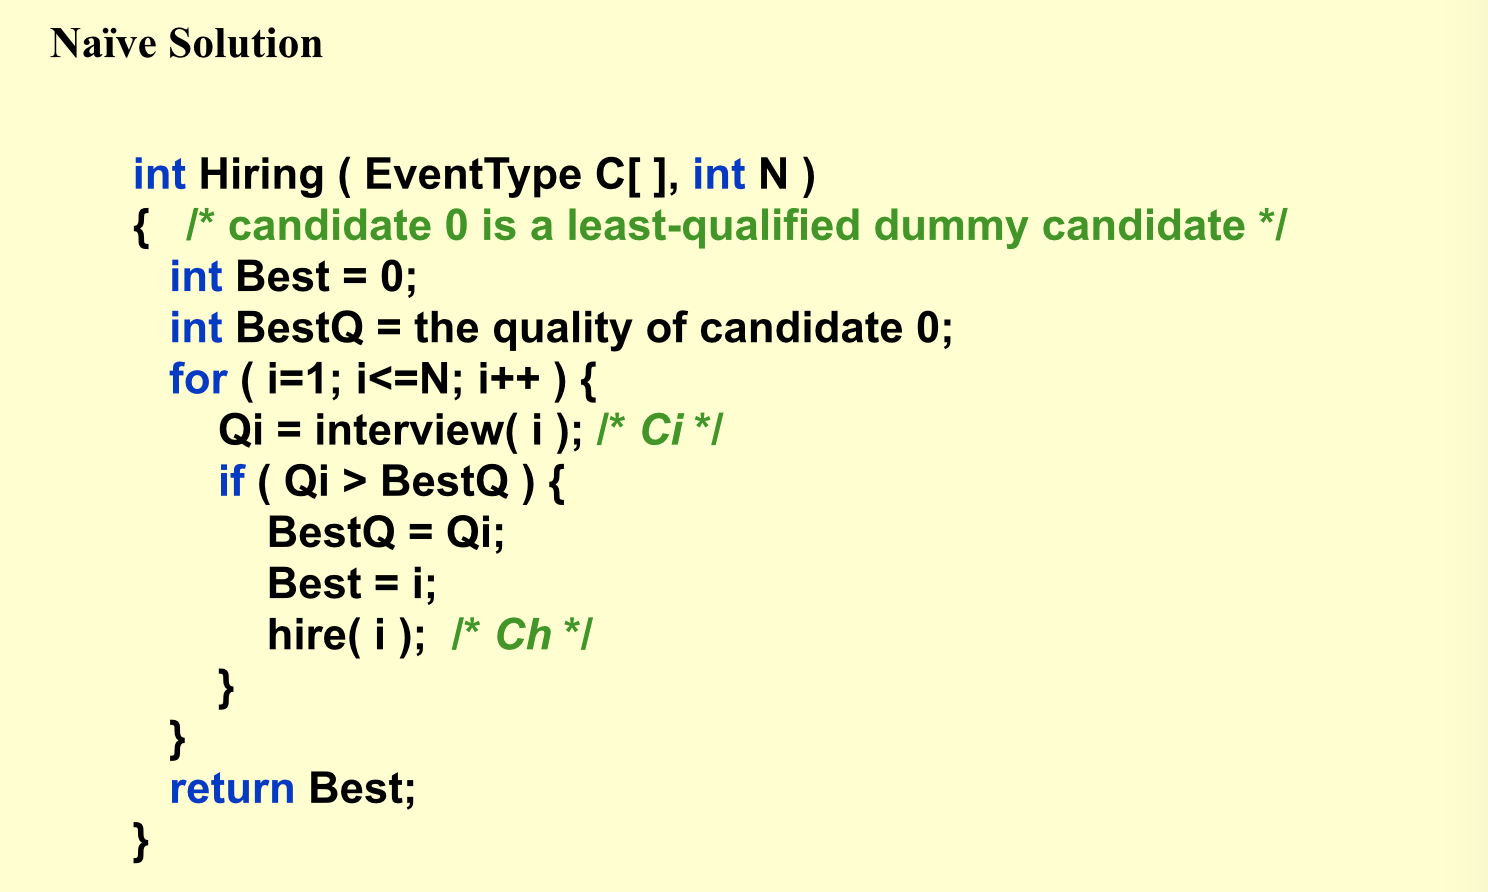 Naïve Solution
int Hiring ( EventType C[ ], int N )
{ /* candidate 0 is a least-qualified dummy candidate */
int Best = 0;
int BestQ = the quality of candidate 0;
for ( i=1; i<=N; i++ ) {
Qi = interview( i ); /* Ci */
if ( Qi > BestQ ) {
BestQ = Qi;
Best = i;
hire( i ); /* Ch */
}
}
return Best;
}